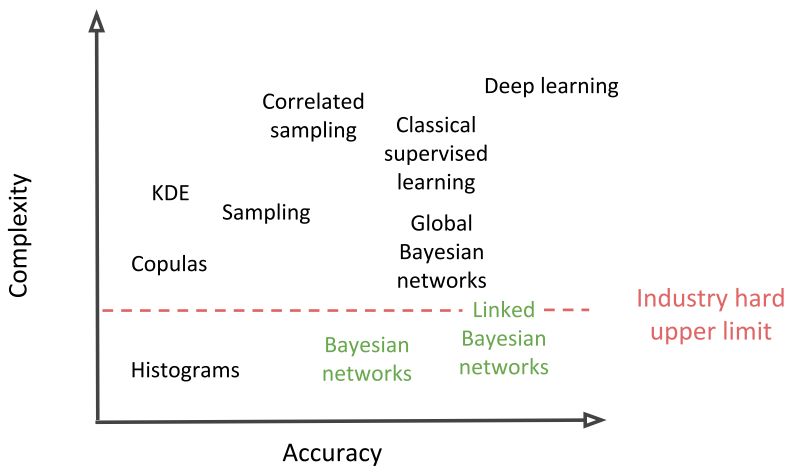 Deep learning
Correlated
sampling
Classical
supervised
learning
KDE
Sampling
Global
Bayesian
networks
Copulas
Complexity
Industry hard
upper limit
Linked
Bayesian
networks
Bayesian
networks
Histograms
Accuracy